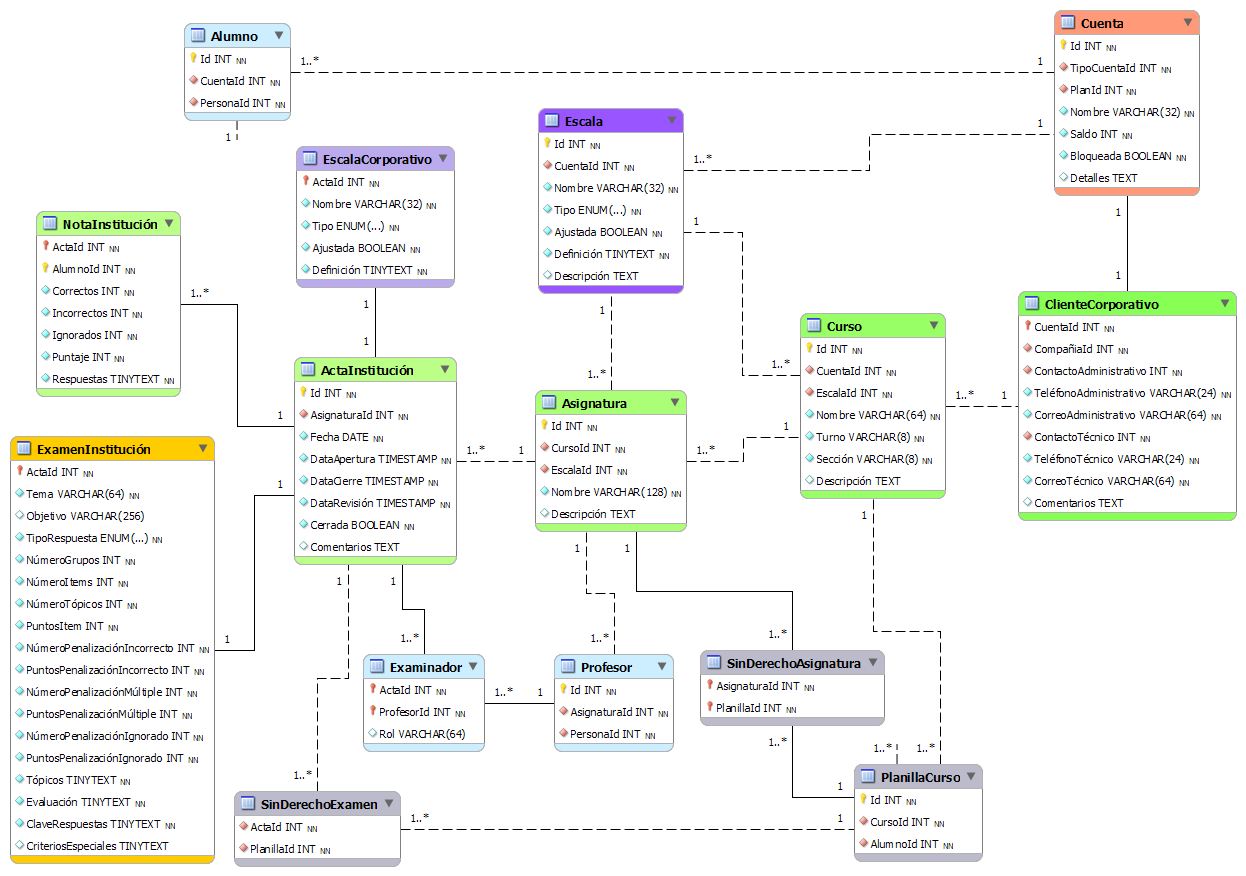 Alumno
Id INT NN
CuentaId INT NN
PersonaId INT NN
1..*
1
1
Cuenta
Id INT NN
TipoCuentaId INT NN
PlanId INT NN
Nombre VARCHAR(32) NN
Saldo INT NN
Bloqueada BOOLEAN NN
Detalles TEXT
1
1..*
1
1
Escala
Id INT NN
CuentaId INT NN
Nombre VARCHAR(32) NN
Tipo ENUM(...) NN
Ajustada BOOLEAN NN
Definición TINYTEXT NN
Descripción TEXT
1
1..*
1
1..*
EscalaCorporativo
ActaId INT NN
Nombre VARCHAR(32) NN
Tipo ENUM(...) NN
Ajustada BOOLEAN NN
Definición TINYTEXT NN
1
1
NotaInstitución
ActaId INT NN
AlumnoId INT NN
Correctos INT NN
Incorrectos INT NN
Ignorados INT NN
Puntaje INT NN
Respuestas TINYTEXT NN
1..*
1
ClienteCorporativo
CuentaId INT NN
CompañiaId INT NN
ContactoAdministrativo INT NN
TeléfonoAdministrativo VARCHAR(24) NN
CorreoAdministrativo VARCHAR(64) NN
ContactoTécnico INT NN
TeléfonoTécnico VARCHAR(24) NN
CorreoTécnico VARCHAR(64) NN
Comentarios TEXT
Curso
Id INT NN
CuentaId INT NN
EscalaId INT NN
Nombre VARCHAR(64) NN
Turno VARCHAR(8) NN
Sección VARCHAR(8) NN
Descripción TEXT
1..*
1
1
1..*
1
ActaInstitución
Id INT NN
AsignaturaId INT NN
Fecha DATE NN
DataApertura TIMESTAMP NN
DataCierre TIMESTAMP NN
DataRevisión TIMESTAMP NN
Cerrada BOOLEAN NN
Comentarios TEXT
1..*
1
Asignatura
Id INT NN
CursoId INT NN
EscalaId INT NN
Nombre VARCHAR(128) NN
Descripción TEXT
ExamenInstitución
ActaId INT NN
Tema VARCHAR(64) NN
Objetivo VARCHAR(256)
TipoRespuesta ENUM(...) NN
NúmeroGrupos INT NN
NúmeroItems INT NN
NúmeroTópicos INT NN
PuntosItem INT NN
NúmeroPenalizaciónIncorrecto INT NN
PuntosPenalizaciónIncorrecto INT NN
NúmeroPenalizaciónMúltiple INT NN
PuntosPenalizaciónMúltiple INT NN
NúmeroPenalizaciónIgnorado INT NN
PuntosPenalizaciónIgnorado INT NN
Tópicos TINYTEXT NN
Evaluación TINYTEXT NN
ClaveRespuestas TINYTEXT NN
CriteriosEspeciales TINYTEXT
1
1
1
1
1
1
1..*
1..*
1..*
Examinador
ActaId INT NN
ProfesorId INT NN
Rol VARCHAR(64)
1..*
1
Profesor
Id INT NN
AsignaturaId INT NN
PersonaId INT NN
SinDerechoAsignatura
AsignaturaId INT NN
PlanillaId INT NN
1..*
1
1..*
1..*
1..*
SinDerechoExamen
ActaId INT NN
PlanillaId INT NN
1..*
1
PlanillaCurso
Id INT NN
CursoId INT NN
AlumnoId INT NN